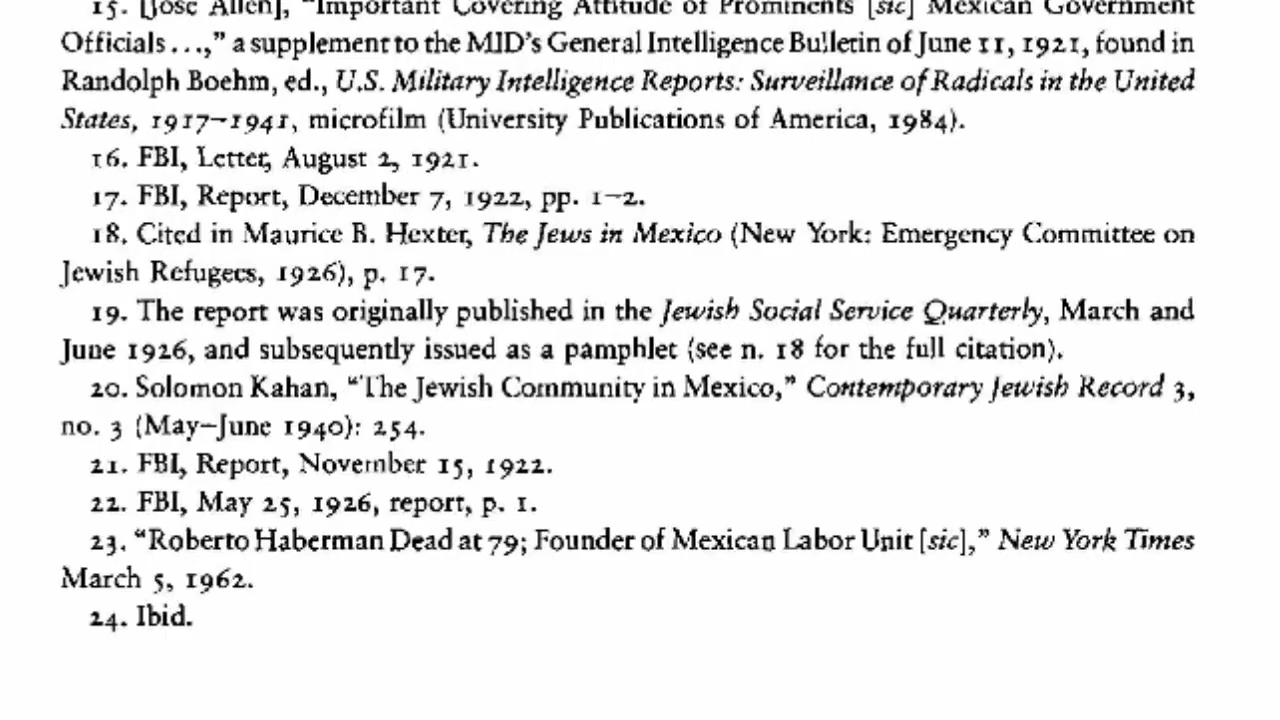 15. [José Allen], “Important Covering Attitude of Prominents [sic] Mexican Government
Officials . . .,” a supplement to the MID’s General Intelligence Bulletin of June 11, 1921, found in
Randolph Boehm, ed., U.S. Military Intelligence Reports: Surveillance of Radicals in the United
States, 1917–1941, microfilm (University Publications of America, 1984).
16. FBI, Letter, August 2, 1921.
17. FBI, Report, December 7, 1922, pp. 1–2.
18. Cited in Maurice B. Hexter, The Jews in Mexico (New York: Emergency Committee on
Jewish Refugees, 1926), p. 17.
19. The report was originally published in the Jewish Social Service Quarterly, March and
June 1926, and subsequently issued as a pamphlet (see n. 18 for the full citation).
20. Solomon Kahan, “The Jewish Community in Mexico,” Contemporary Jewish Record 3,
no. 3 (May–June 1940): 254.
21. FBI, Report, November 15, 1922.
22. FBI, May 25, 1926, report, p. 1.
23. “Roberto Haberman Dead at 79; Founder of Mexican Labor Unit [sic],” New York Times
March 5, 1962.
24. Ibid.